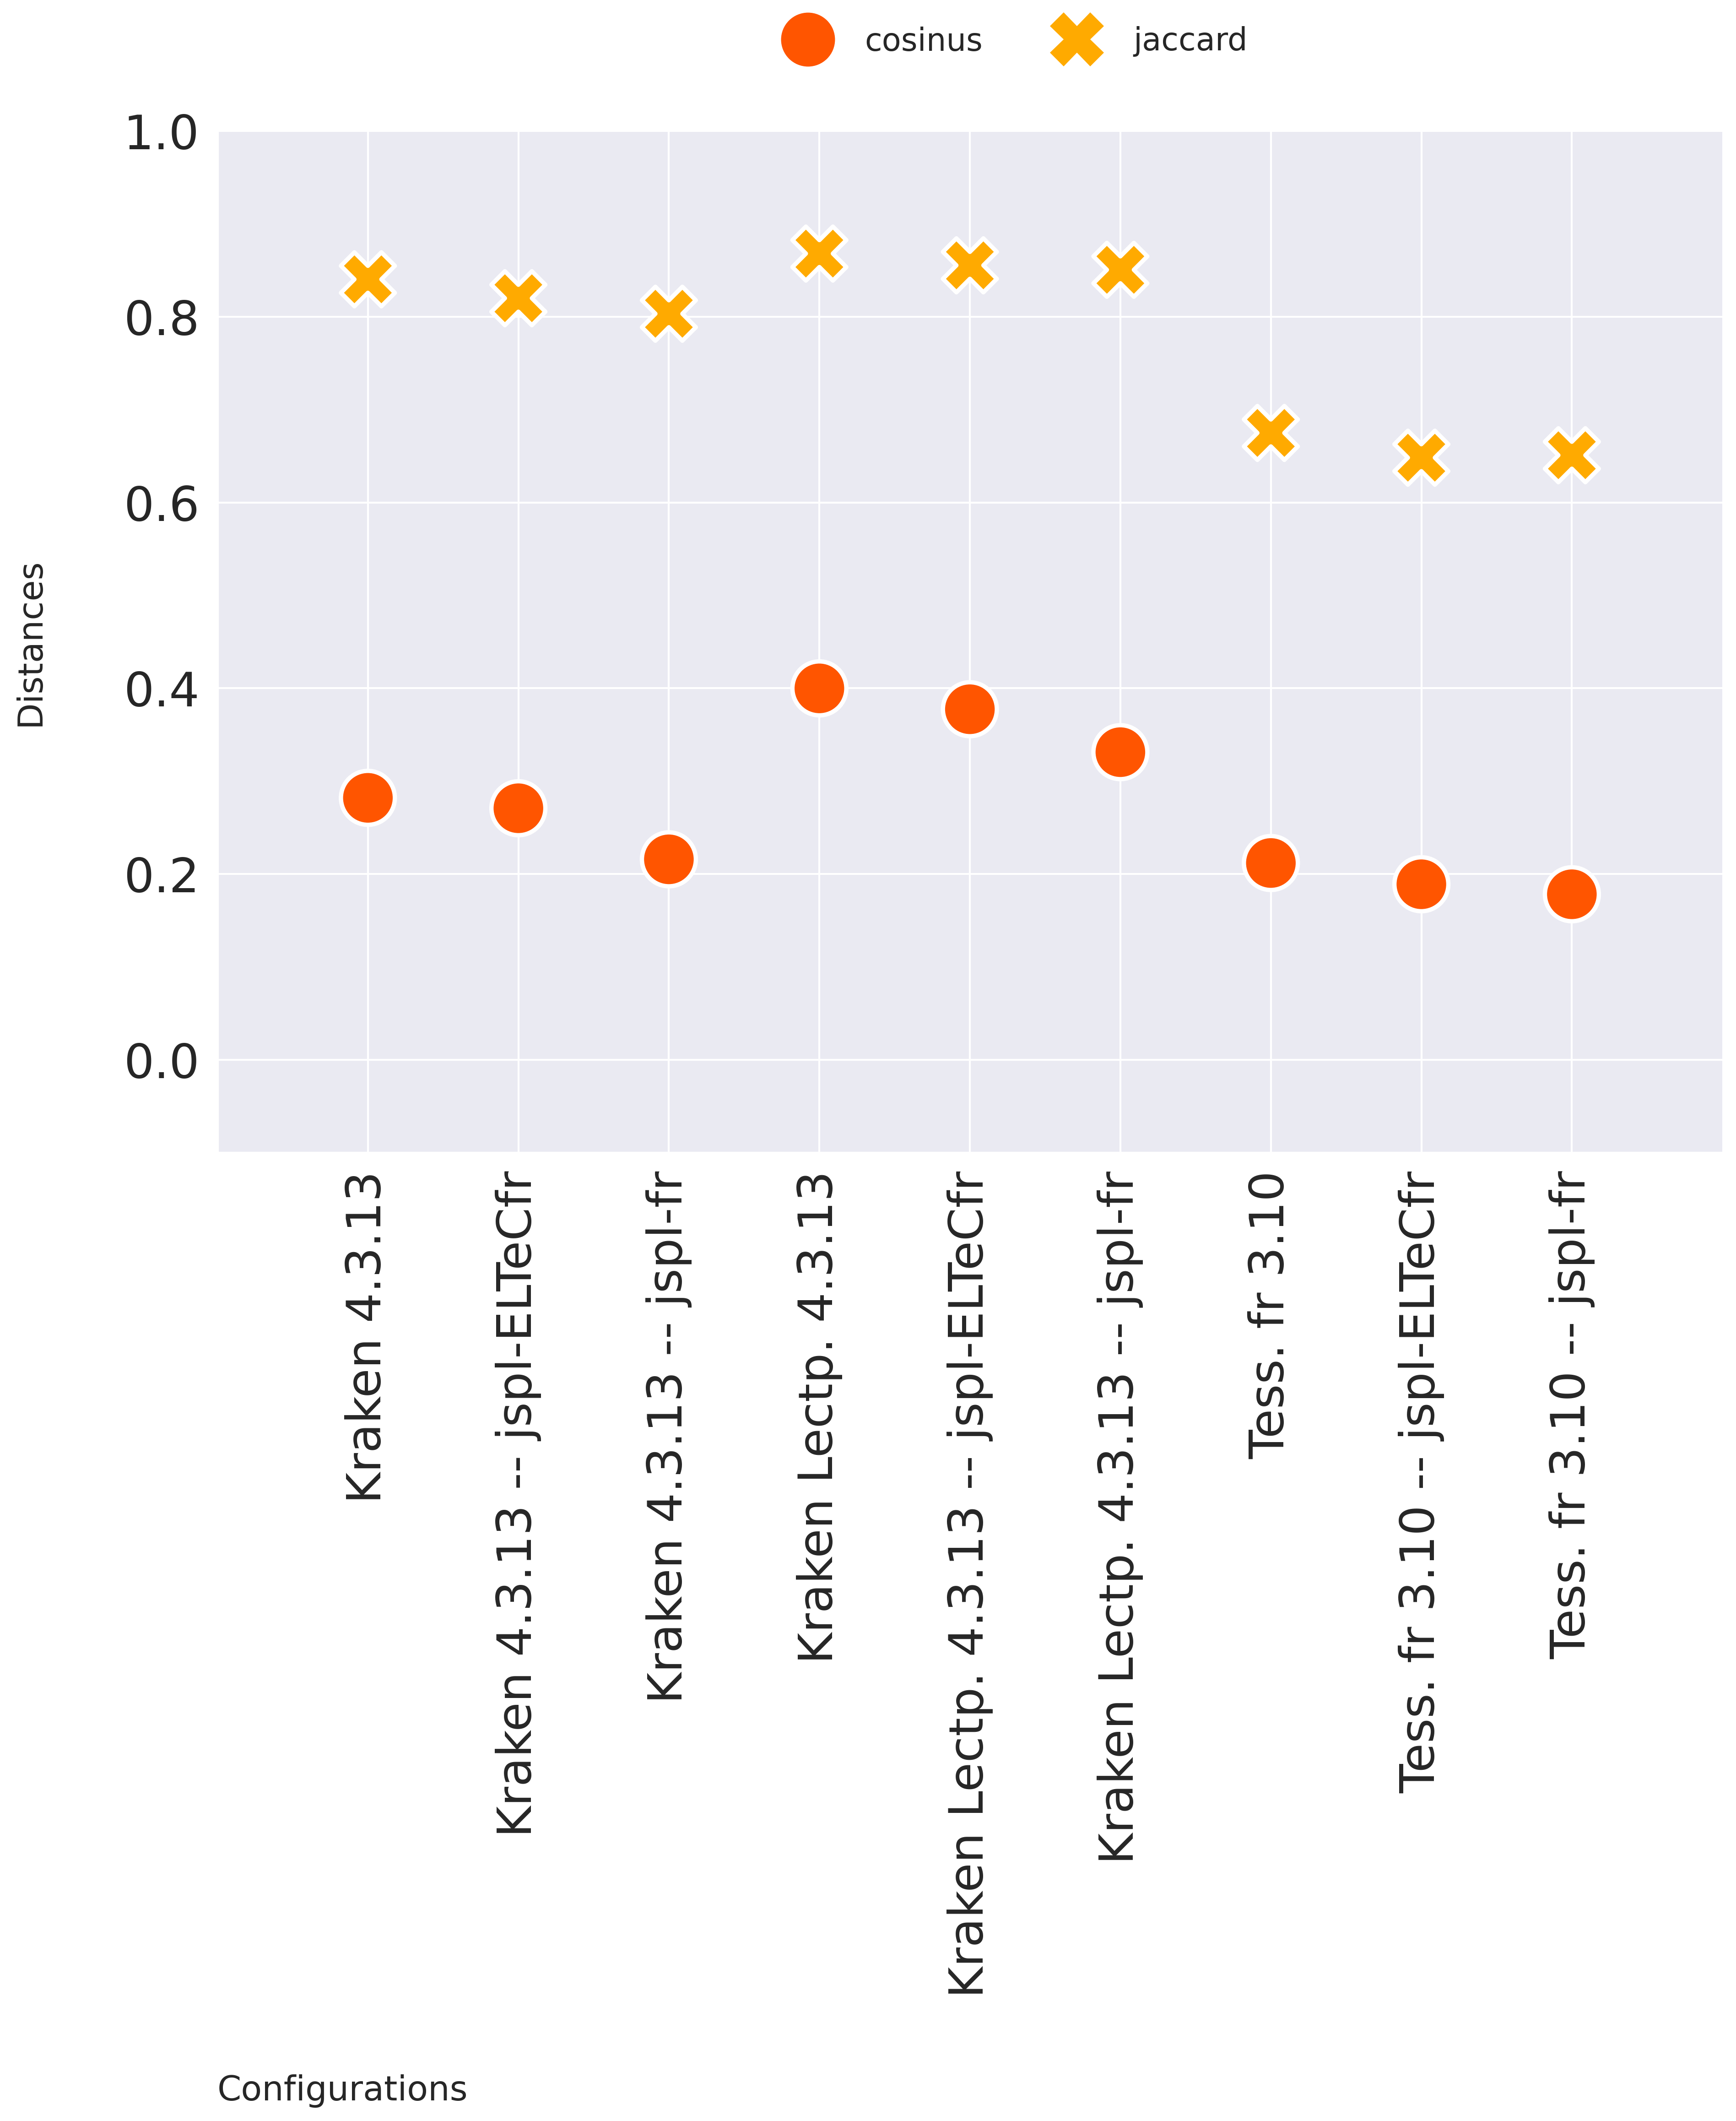 cosinus jaccard
1.0
0.8
0.6
0.4
0.2
0.0
Distances
Kraken 4.3.13
Kraken 4.3.13 -- jspl-ELTeCfr
Kraken 4.3.13 -- jspl-fr
Kraken Lectp. 4.3.13
Kraken Lectp. 4.3.13 -- jspl-ELTeCfr
Kraken Lectp. 4.3.13 -- jspl-fr
Tess. fr 3.10
Tess. fr 3.10 -- jspl-ELTeCfr
Tess. fr 3.10 -- jspl-fr
Configurations